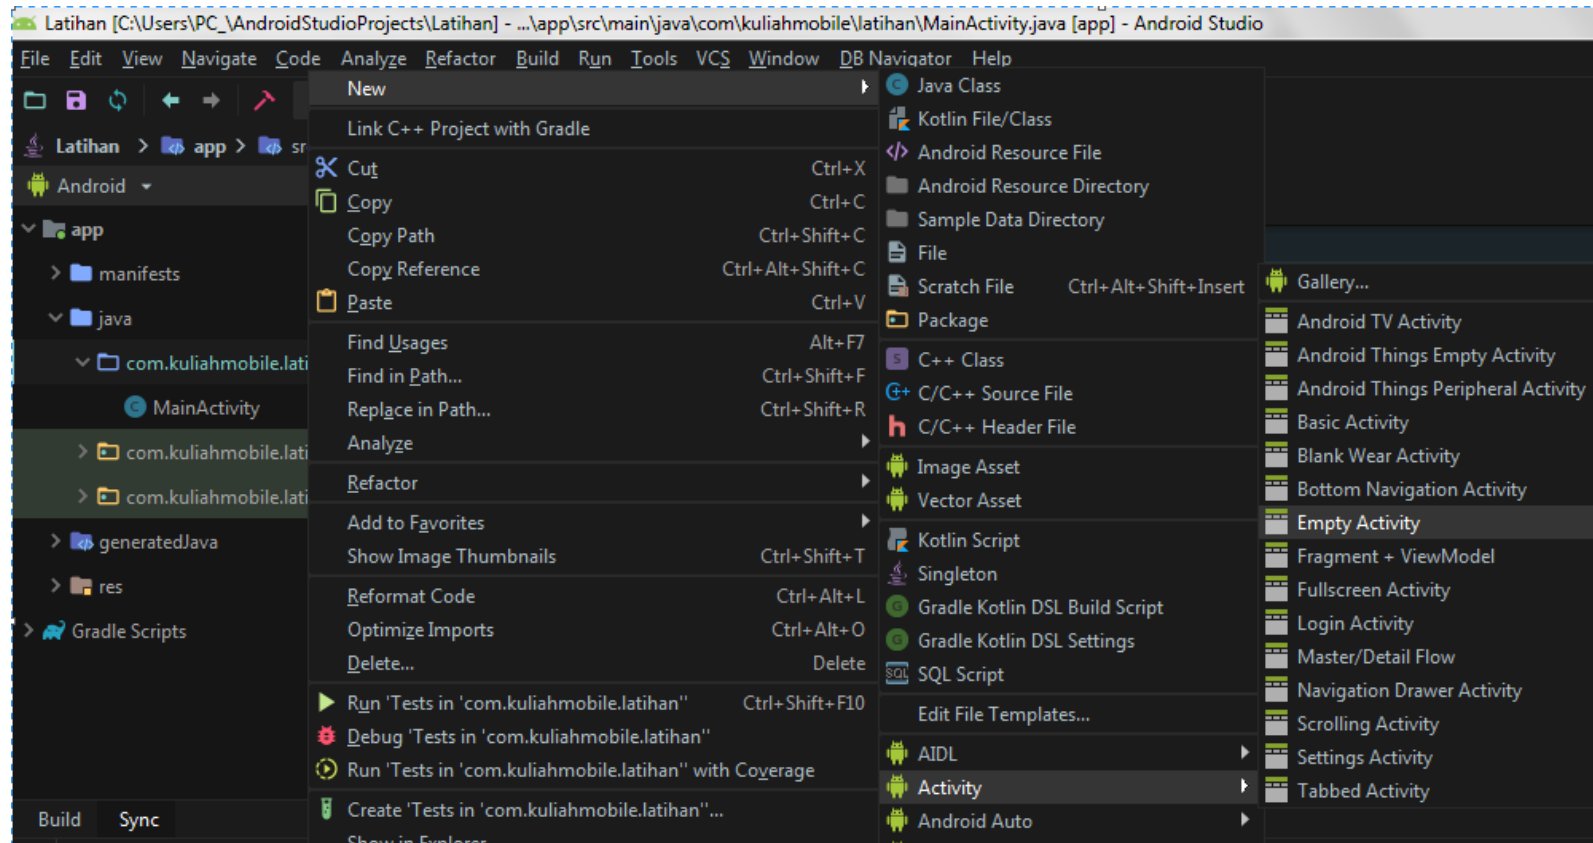 Latihan [C:\Users\PC_\AndroidStudioProjects\Latihan] - ...\app\src\main\java\com\kuliahmobile\latihan\MainActivity.java [app] - Android Studio
File Edit View Navigate Code Analyze Refactor Build Run Tools VCS Window DB Navigator Help
Latihan app sr
Android
app
manifests
java
com.kuliahmobile.lati
MainActivity
com.kuliahmobile.lati
com.kuliahmobile.lati
generatedJava
res
Gradle Scripts
Build Sync
New
Link C++ Project with Gradle
Cut Ctrl+X
Copy Ctrl+C
Copy Path Ctrl+Shift+C
Copy Reference Ctrl+Alt+Shift+C
Paste Ctrl+V
Find Usages Alt+F7
Find in Path... Ctrl+Shift+F
Replace in Path... Ctrl+Shift+R
Analyze
Refactor
Add to Favorites
Show Image Thumbnails Ctrl+Shift+T
Reformat Code Ctrl+Alt+L
Optimize Imports Ctrl+Alt+O
Delete... Delete
Run 'Tests in 'com.kuliahmobile.latihan'' Ctrl+Shift+F10
Debug 'Tests in 'com.kuliahmobile.latihan''
Run 'Tests in 'com.kuliahmobile.latihan'' with Coverage
Create 'Tests in 'com.kuliahmobile.latihan''...
Show in Explorer
Java Class
Kotlin File/Class
Android Resource File
Android Resource Directory
Sample Data Directory
File
Scratch File Ctrl+Alt+Shift+Insert
Package
S C++ Class
C/C++ Source File
h C/C++ Header File
Image Asset
Vector Asset
Kotlin Script
Singleton
G Gradle Kotlin DSL Build Script
G Gradle Kotlin DSL Settings
SQL SQL Script
Edit File Templates...
AIDL
Activity
Android Auto
Gallery...
Android TV Activity
Android Things Empty Activity
Android Things Peripheral Activity
Basic Activity
Blank Wear Activity
Bottom Navigation Activity
Empty Activity
Fragment + ViewModel
Fullscreen Activity
Login Activity
Master/Detail Flow
Navigation Drawer Activity
Scrolling Activity
Settings Activity
Tabbed Activity